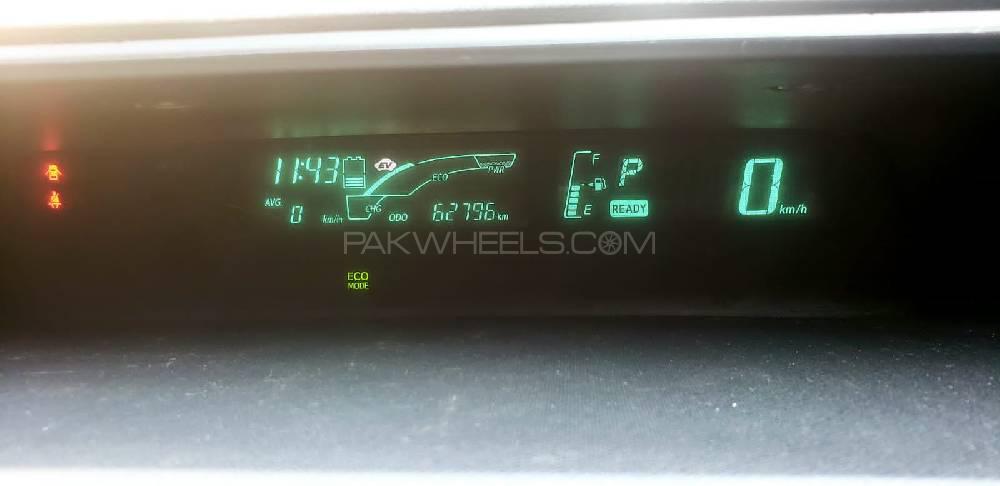 11:43 EV ECO PWR
AVG. 0 km/h CHG ODO 62796 km
F P
E READY
0 km/h
PAKWHEELS.COM
ECO
MODE